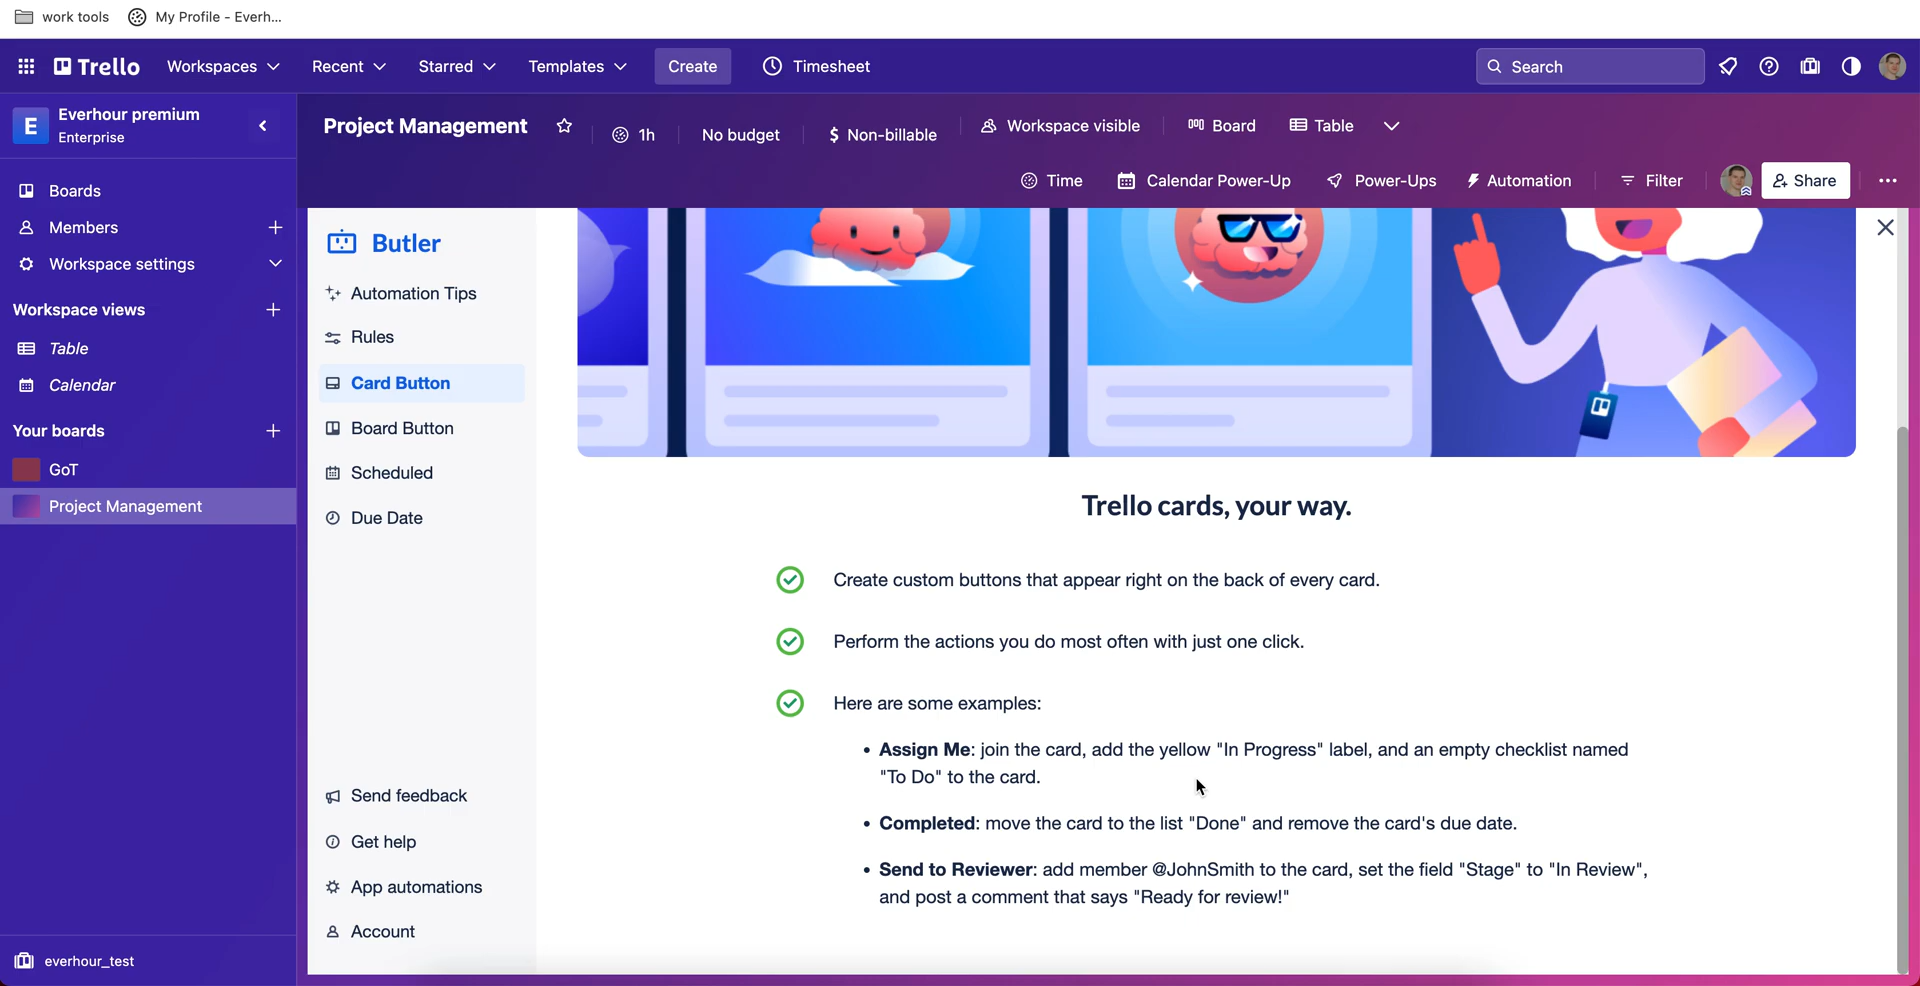 work tools My Profile - Everh...
Trello Workspaces Recent Starred Templates Create Timesheet Search
E Everhour premium
Enterprise
Project Management 1h No budget $ Non-billable Workspace visible Board Table
Time Calendar Power-Up Power-Ups Automation Filter Share
Boards
Members
Workspace settings
Workspace views
Table
Calendar
Your boards
GoT
Project Management
everhour_test
Butler
Automation Tips
Rules
Card Button
Board Button
Scheduled
Due Date
Send feedback
Get help
App automations
Account
Trello cards, your way.
Create custom buttons that appear right on the back of every card.
Perform the actions you do most often with just one click.
Here are some examples:
• Assign Me: join the card, add the yellow "In Progress" label, and an empty checklist named
"To Do" to the card.
• Completed: move the card to the list "Done" and remove the card's due date.
• Send to Reviewer: add member @JohnSmith to the card, set the field "Stage" to "In Review",
and post a comment that says "Ready for review!"